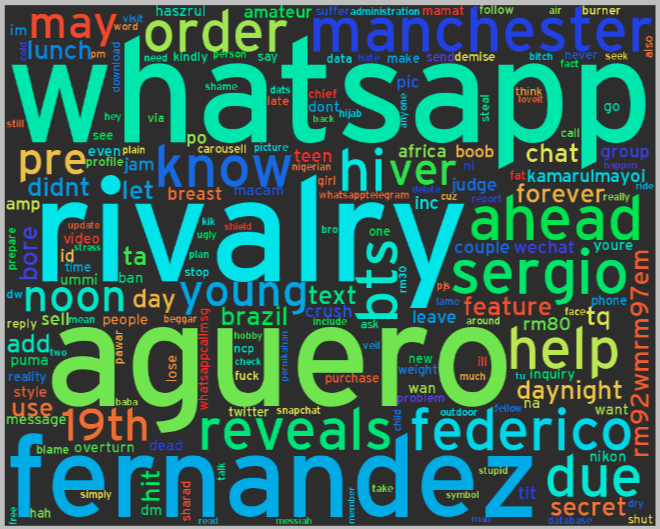 im may order amateur haszrul visit word suffer administration mamat follow air burner
cold lunch pm download need kindly person say data hate make send demise bitch never seek also
manchester
whatsapp
shame dats late chief dont pic back hijab anyone steal fact think loveit go
still hey see via po carousell picture call group happen
pre even plain profile jam know teen nigerian girl hi africa ver boob chat fat kamarulmayoi
didnt let breast macam whatsapptelegram delete cuz ni judge report forever really ride
amp rivalry inc ahead
prepare bore update video id stress time ummi ta ban kik ugly shield plan stop bro one rm30 couple wechat youre
dw noon day young text bts pjs lame sergio
reply sell mean people beggar brazil crush include ask leave around feature face rm80 phone tq
add puma two pawar lose whatsappcallmsg hobby ncp check fuck pernikahan veil new weight ill much help
aguero
reality style baba purchase wan problem tu inquiry daynight rm92wmrm97em
use message 19th twitter snapchat child outdoor fellow na want
blame overturn dead reveals federico nikon
fernandez
hit dm simply sharad talk take symbol stupid tit due
free hah read messiah member man database secret dry shut